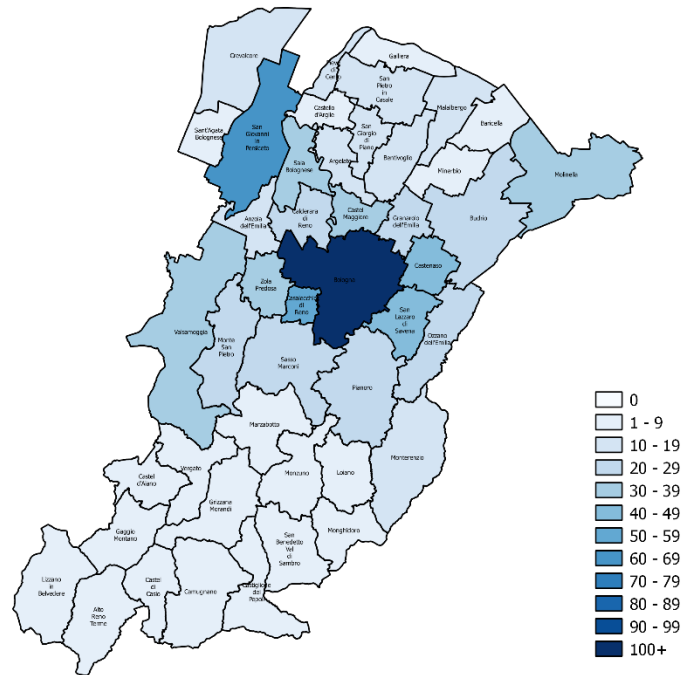 Crevalcore
Galliera
Pieve
di
Cento
San
Pietro
in
Casale
Malalbergo
Castello
d'Argile
Baricella
San
Giovanni
in
Persiceto
Sant'Agata
Bolognese
San
Giorgio
di
Piano
Sala
Bolognese
Argelato
Bentivoglio
Minerbio
Molinella
Anzola
dell'Emilia
Calderara
di
Reno
Castel
Maggiore
Granarolo
dell'Emilia
Budrio
Castenaso
Bologna
Zola
Predosa
Casalecchio
di
Reno
San
Lazzaro
di
Savena
Valsamoggia
Monte
San
Pietro
Ozzano
dell'Emilia
Sasso
Marconi
Pianoro
Marzabotto
Monterenzio
Vergato
Castel
d'Aiano
Monzuno
Loiano
Grizzana
Morandi
Gaggio
Montano
San
Benedetto
Val
di
Sambro
Monghidoro
Lizzano
in
Belvedere
Castel
di
Casio
Camugnano
Castiglione
dei
Pepoli
Alto
Reno
Terme
0
1 - 9
10 - 19
20 - 29
30 - 39
40 - 49
50 - 59
60 - 69
70 - 79
80 - 89
90 - 99
100+